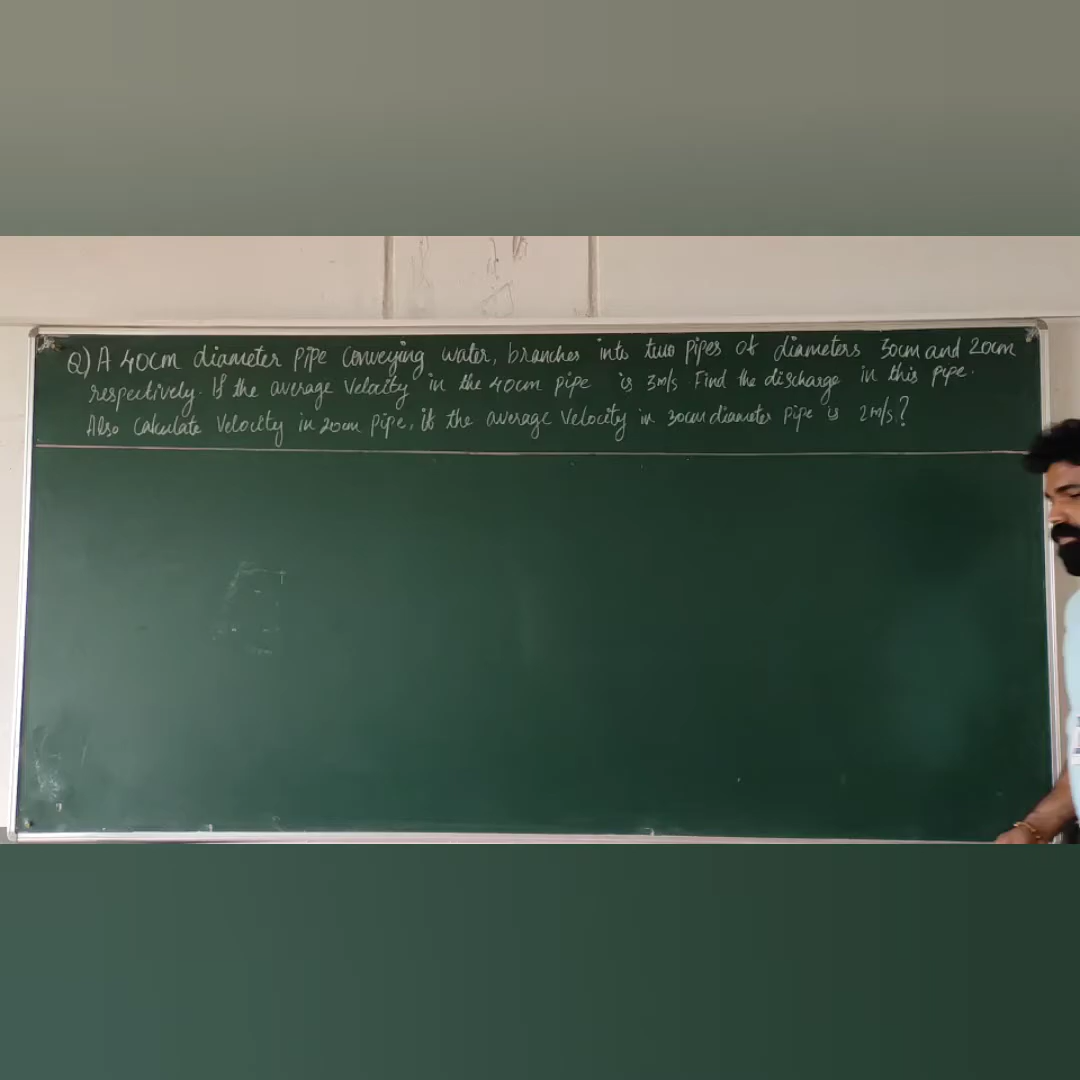 Q) A 40cm diameter pipe conveying water, branches into two pipes of diameters 30cm and 20cm
respectively. If the average velocity in the 40cm pipe is 3m/s. Find the discharge in this pipe.
Also calculate velocity in 20cm pipe, if the average velocity in 30cm diameter pipe is 2m/s?